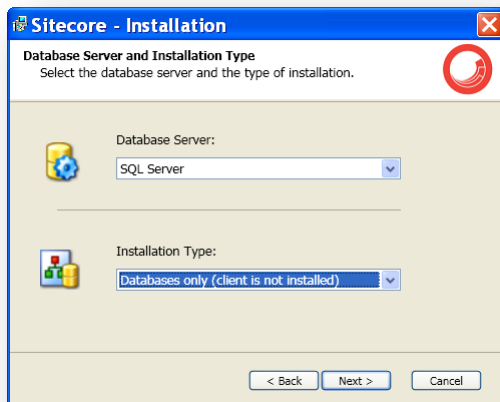 Sitecore - Installation
Database Server and Installation Type
Select the database server and the type of installation.
Database Server:
SQL Server
Installation Type:
Databases only (client is not installed)
< Back Next > Cancel